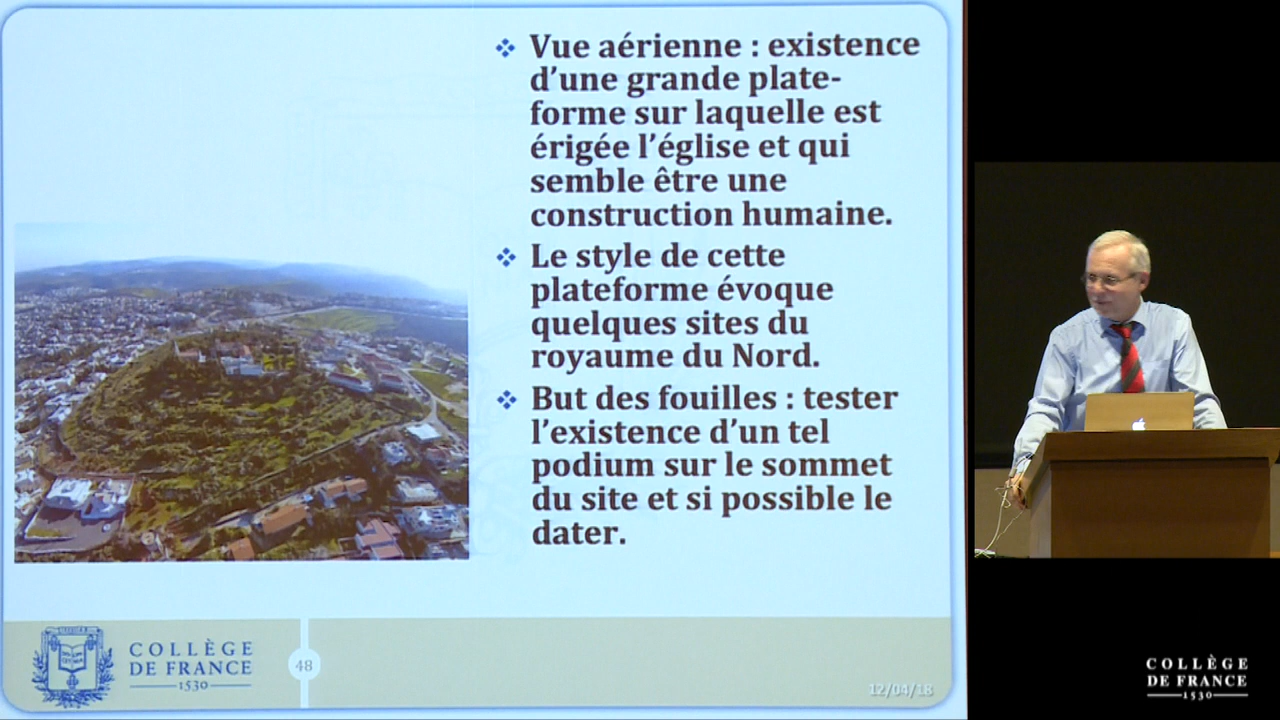 Vue aérienne : existence
d'une grande plate-
forme sur laquelle est
érigée l'église et qui
semble être une
construction humaine.
Le style de cette
plateforme évoque
quelques sites du
royaume du Nord.
But des fouilles : tester
l'existence d'un tel
podium sur le sommet
du site et si possible le
dater.
COLLÈGE
DE FRANCE
1530
48
12/04/18
COLLÈGE
DE FRANCE
1530